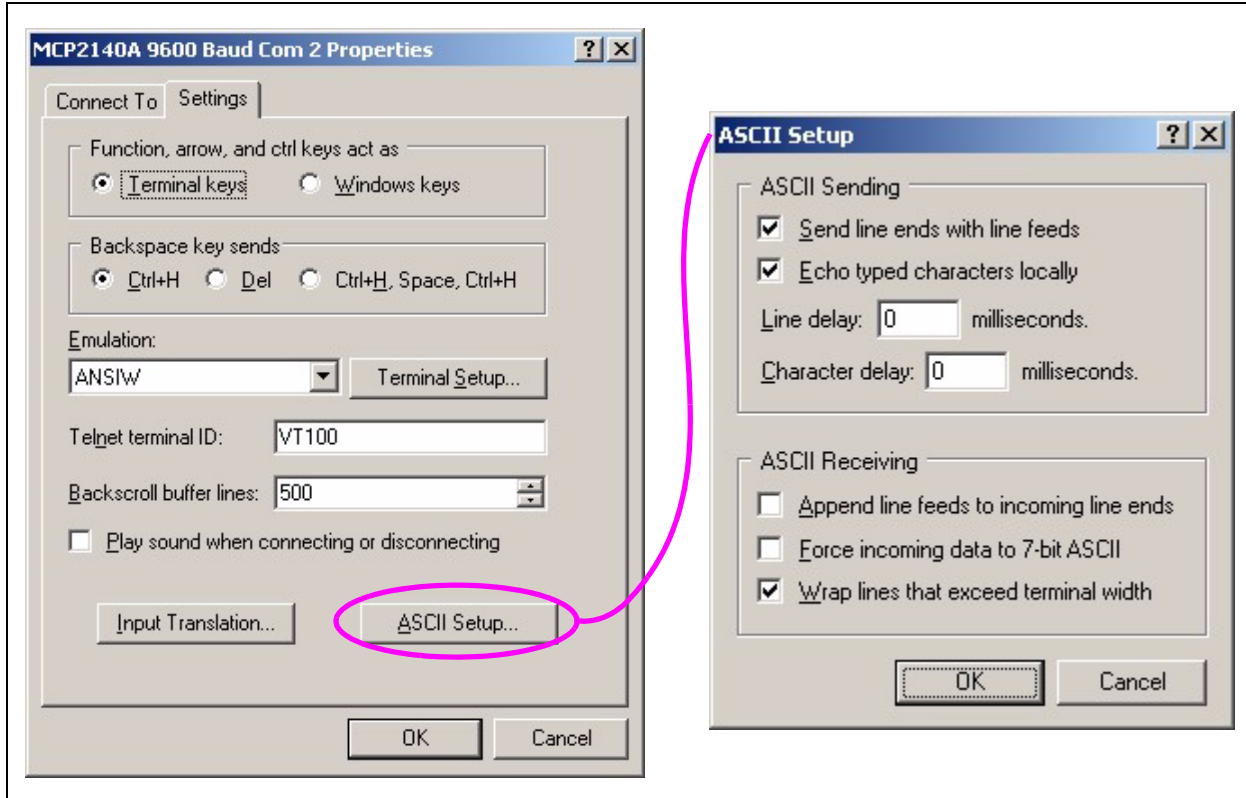 MCP2140A 9600 Baud Com 2 Properties
Connect To Settings
Function, arrow, and ctrl keys act as
Terminal keys Windows keys
Backspace key sends
Ctrl+H Del Ctrl+H, Space, Ctrl+H
Emulation:
ANSIW Terminal Setup...
Telnet terminal ID: VT100
Backscroll buffer lines: 500
Play sound when connecting or disconnecting
Input Translation... ASCII Setup...
OK Cancel
ASCII Setup
ASCII Sending
Send line ends with line feeds
Echo typed characters locally
Line delay: 0 milliseconds.
Character delay: 0 milliseconds.
ASCII Receiving
Append line feeds to incoming line ends
Force incoming data to 7-bit ASCII
Wrap lines that exceed terminal width
OK Cancel